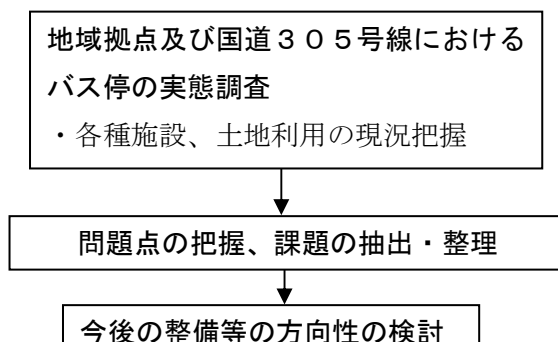 地域拠点及び国道３０５号線における
バス停の実態調査
・各種施設、土地利用の現況把握
問題点の把握、課題の抽出・整理
今後の整備等の方向性の検討